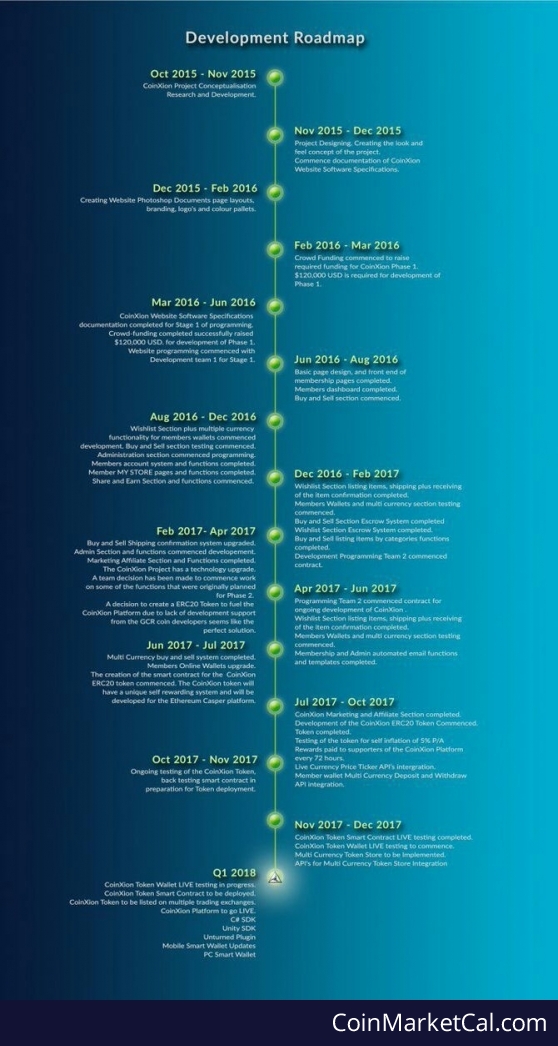 Development Roadmap
Oct 2015 - Nov 2015
CoinXion Project Conceptualisation
Research and Development.
Nov 2015 - Dec 2015
Project Designing. Creating the look and
feel concept of the project.
Commence documentation of CoinXion
Website Software Specifications.
Dec 2015 - Feb 2016
Creating Website Photoshop Documents page layouts,
branding, logo's and colour pallets.
Feb 2016 - Mar 2016
Crowd Funding commenced to raise
required funding for CoinXion Phase 1.
$120,000 USD is required for development of
Phase 1.
Mar 2016 - Jun 2016
CoinXion Website Software Specifications
documentation completed for Stage 1 of programming.
Crowd-funding completed successfully raised
$120,000 USD. for development of Phase 1.
Website programming commenced with
Development team 1 for Stage 1.
Jun 2016 - Aug 2016
Basic page design, and front end of
membership pages completed.
Members dashboard completed.
Buy and Sell section commenced.
Aug 2016 - Dec 2016
Wishlist Section plus multiple currency
functionality for members wallets commenced
development. Buy and Sell section testing commenced.
Administration section commenced programming.
Members account system and functions completed.
Member MY STORE pages and functions completed.
Share and Earn Section and functions commenced.
Dec 2016 - Feb 2017
Wishlist Section listing items, shipping plus receiving
of the item confirmation completed.
Members Wallets and multi currency section testing
commenced.
Buy and Sell Section Escrow System completed
Wishlist Section Escrow System completed.
Buy and Sell listing items by categories functions
completed.
Development Programming Team 2 commenced
contract.
Feb 2017- Apr 2017
Buy and Sell Shipping confirmation system upgraded.
Admin Section and functions commenced developement.
Marketing Affiliate Section and Functions completed.
The CoinXion Project has a technology upgrade.
A team decision has been made to commence work
on some of the functions that were originally planned
for Phase 2.
A decision to create a ERC20 Token to fuel the
CoinXion Platform due to lack of development support
from the GCR coin developers seems like the
perfect solution.
Apr 2017 - Jun 2017
Programming Team 2 commenced contract for
ongoing development of CoinXion .
Wishlist Section listing items, shipping plus receiving
of the item confirmation completed.
Members Wallets and multi currency section testing
commenced.
Membership and Admin automated email functions
and templates completed.
Jun 2017 - Jul 2017
Multi Currency buy and sell system completed.
Members Online Wallets upgrade.
The creation of the smart contract for the CoinXion
ERC20 token commenced. The CoinXion token will
have a unique self rewarding system and will be
developed for the Ethereum Casper platform.
Jul 2017 - Oct 2017
CoinXion Marketing and Affiliate Section completed.
Development of the CoinXion ERC20 Token Commenced.
Token completed.
Testing of the token for self inflation of 5% P/A
Rewards paid to supporters of the CoinXion Platform
every 72 hours.
Live Currency Price Ticker API's intergration.
Member wallet Multi Currency Deposit and Withdraw
API intergration.
Oct 2017 - Nov 2017
Ongoing testing of the CoinXion Token,
back testing smart contract in
preparation for Token deployment.
Nov 2017 - Dec 2017
CoinXion Token Smart Contract LIVE testing completed.
CoinXion Token Wallet LIVE testing to commence.
Multi Currency Token Store to be Implemented.
API's for Multi Currency Token Store Integration
Q1 2018
CoinXion Token Wallet LIVE testing in progress.
CoinXion Token Smart Contract to be deployed.
CoinXion Token to be listed on multiple trading exchanges.
CoinXion Platform to go LIVE.
C# SDK
Unity SDK
Unturned Plugin
Mobile Smart Wallet Updates
PC Smart Wallet
CoinMarketCal.com